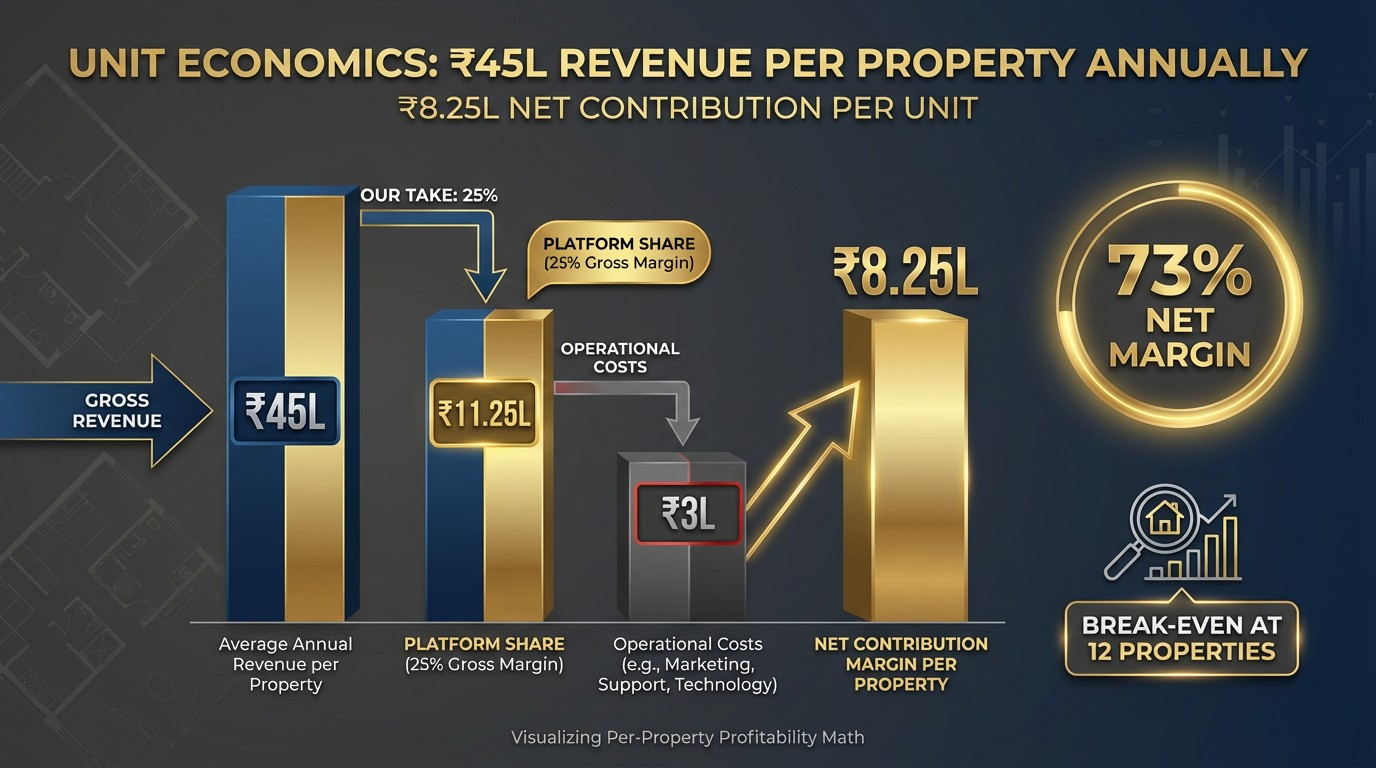 UNIT ECONOMICS: ₹45L REVENUE PER PROPERTY ANNUALLY
₹8.25L NET CONTRIBUTION PER UNIT
OUR TAKE: 25%
PLATFORM SHARE
(25% Gross Margin)
GROSS
REVENUE
₹45L
₹11.25L
OPERATIONAL
COSTS
₹3L
₹8.25L
73%
NET
MARGIN
Average Annual
Revenue per
Property
PLATFORM SHARE
(25% Gross Margin)
Operational Costs
(e.g., Marketing,
Support, Technology)
NET CONTRIBUTION
MARGIN PER
PROPERTY
BREAK-EVEN AT
12 PROPERTIES
Visualizing Per-Property Profitability Math